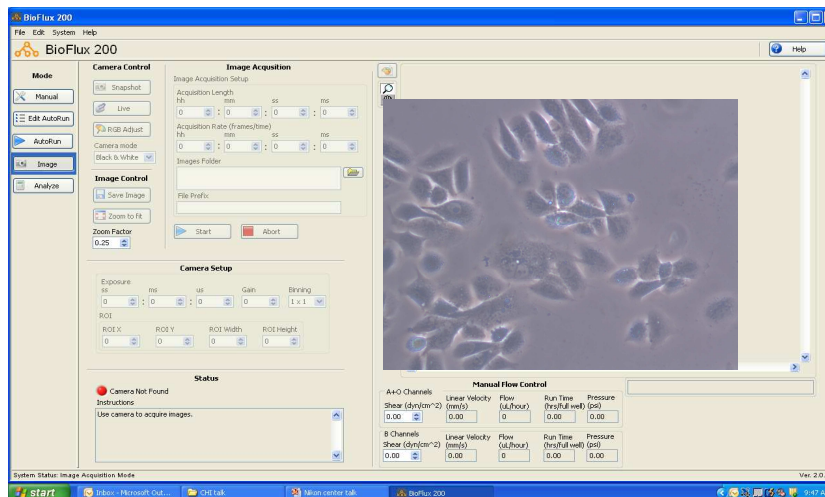 BioFlux 200
File Edit System Help
BioFlux 200
Help
Mode
Manual
Edit AutoRun
AutoRun
Image
Analyze
Camera Control
Snapshot
Live
RGB Adjust
Camera mode
Black & White
Image Control
Save Image
Zoom to fit
Zoom Factor
0.25
Image Acqusition
Image Acquisition Setup
Acquisition Length
hh mm ss ms
0 : 0 : 0 : 0
Acquisition Rate (frames/time)
hh mm ss ms
0 : 0 : 0 : 0
Images Folder
File Prefix
Start Abort
Camera Setup
Exposure
ss ms us Gain Binning
0 : 0 : 0 0 1 x 1
ROI
ROI X ROI Y ROI Width ROI Height
0 0 0 0
Status
Camera Not Found
Instructions
Use camera to acquire images.
Manual Flow Control
A+O Channels
Shear (dyn/cm^2) Linear Velocity (mm/s) Flow (uL/hour) Run Time (hrs/full well) Pressure (psi)
0.00 0.00 0 0.00 0.00
B Channels
Shear (dyn/cm^2) Linear Velocity (mm/s) Flow (uL/hour) Run Time (hrs/full well) Pressure (psi)
0.00 0.00 0 0.00 0.00
System Status: Image Acquisition Mode
Ver. 2.0.
start
Inbox - Microsoft Out...
CHI talk
Nikon center talk
BioFlux 200
9:47 A